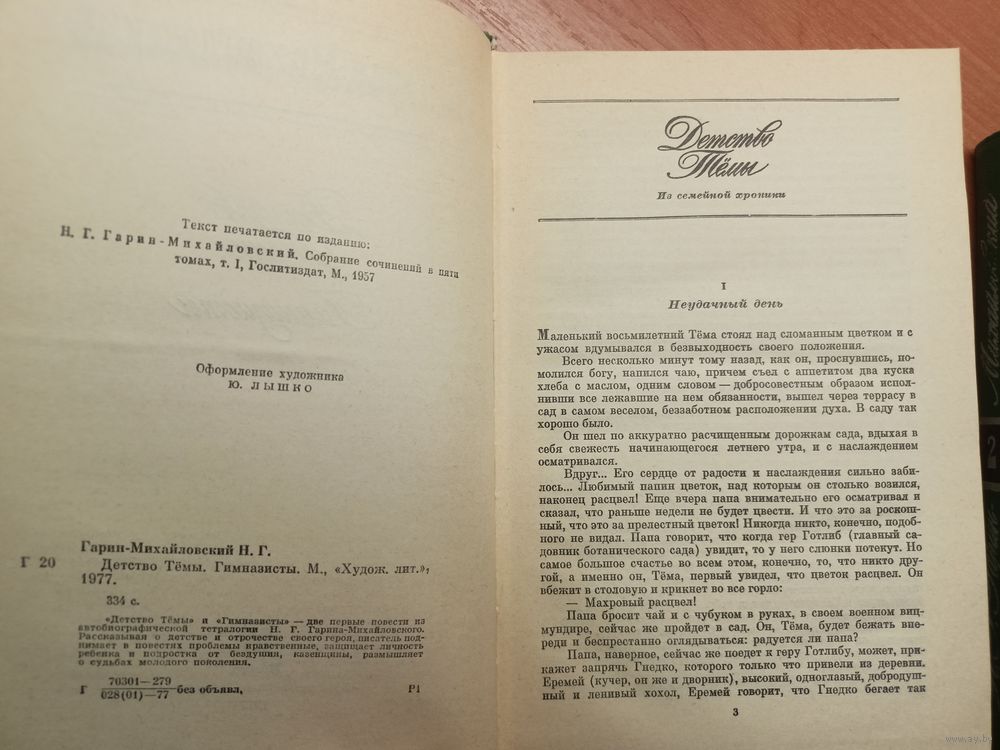 Текст печатается по изданию:
Н. Г. Гарин-Михайловский. Собрание сочинений в пяти
томах, т. I, Гослитиздат, М., 1957
Оформление художника
Ю. ЛЫШКО
Гарин-Михайловский Н. Г.
Г 20
Детство Тёмы. Гимназисты. М., «Худож. лит.»,
1977.
334 с.
«Детство Тёмы» и «Гимназисты» — две первые повести из
автобиографической тетралогии Н. Г. Гарина-Михайловского.
Рассказывая о детстве и отрочестве своего героя, писатель под-
нимает в повестях проблемы нравственные, защищает личность
ребенка и подростка от бездушия, казенщины, размышляет
о судьбах молодого поколения.
70301—279
Г без объявл. Р1
028(01)—77
Детство
Тёмы
Из семейной хроники
I
Неудачный день
Маленький восьмилетний Тёма стоял над сломанным цветком и с
ужасом вдумывался в безвыходность своего положения.
Всего несколько минут тому назад, как он, проснувшись, по-
молился богу, напился чаю, причем съел с аппетитом два куска
хлеба с маслом, одним словом — добросовестным образом испол-
нивши все лежавшие на нем обязанности, вышел через террасу в
сад в самом веселом, беззаботном расположении духа. В саду так
хорошо было.
Он шел по аккуратно расчищенным дорожкам сада, вдыхая в
себя свежесть начинающегося летнего утра, и с наслаждением
осматривался.
Вдруг... Его сердце от радости и наслаждения сильно заби-
лось... Любимый папин цветок, над которым он столько возился,
наконец расцвел! Еще вчера папа внимательно его осматривал и
сказал, что раньше недели не будет цвести. И что это за роскош-
ный, что это за прелестный цветок! Никогда никто, конечно, подоб-
ного не видал. Папа говорит, что когда гер Готлиб (главный са-
довник ботанического сада) увидит, то у него слюнки потекут. Но
самое большое счастье во всем этом, конечно, то, что никто дру-
гой, а именно он, Тёма, первый увидел, что цветок расцвел. Он
вбежит в столовую и крикнет во все горло:
— Махровый расцвел!
Папа бросит чай и с чубуком в руках, в своем военном виц-
мундире, сейчас же пройдет в сад. Он, Тёма, будет бежать впе-
реди и беспрестанно оглядываться: радуется ли папа?
Папа, наверное, сейчас же поедет к геру Готлибу, может, при-
кажет запрячь Гнедко, которого только что привели из деревни.
Еремей (кучер, он же и дворник), высокий, одноглазый, добродуш-
ный и ленивый хохол, Еремей говорит, что Гнедко бегает так
3
2
www.ay.by